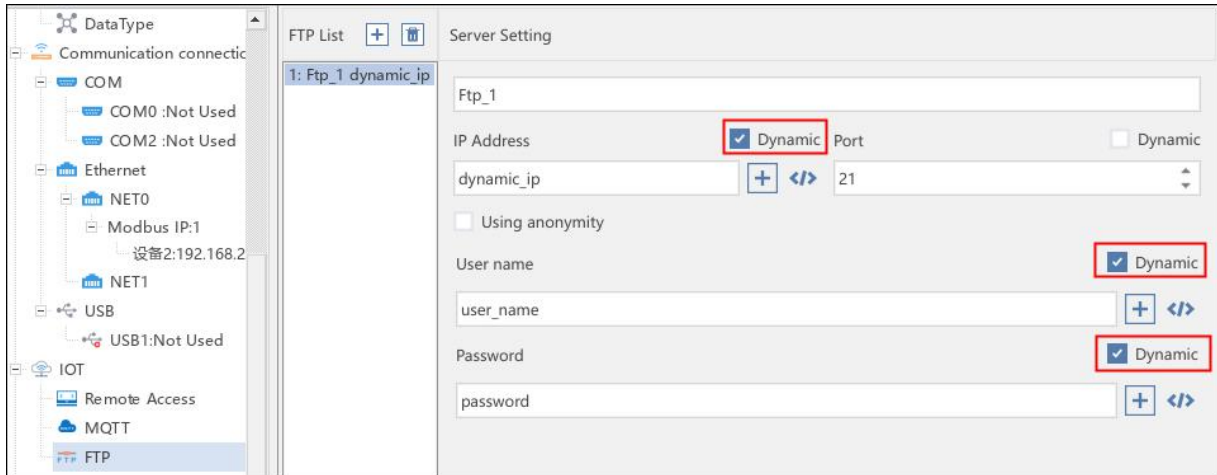 DataType
Communication connectic
COM
COM0 :Not Used
COM2 :Not Used
Ethernet
NET0
Modbus IP:1
设备2:192.168.2
NET1
USB
USB1:Not Used
IOT
Remote Access
MQTT
FTP FTP
FTP List
1: Ftp_1 dynamic_ip
Server Setting
Ftp_1
IP Address Dynamic Port Dynamic
dynamic_ip </> 21
Using anonymity
User name Dynamic
user_name </>
Password Dynamic
password </>